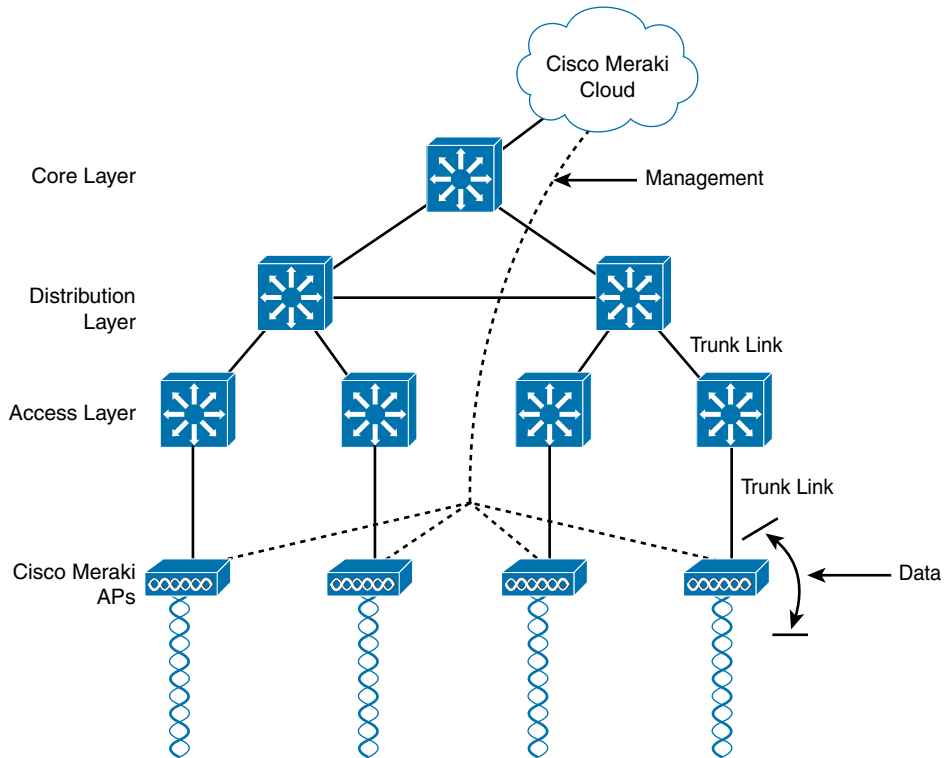 Cisco Meraki
Cloud
Core Layer
Management
Distribution
Layer
Trunk Link
Access Layer
Trunk Link
Cisco Meraki
APs
Data